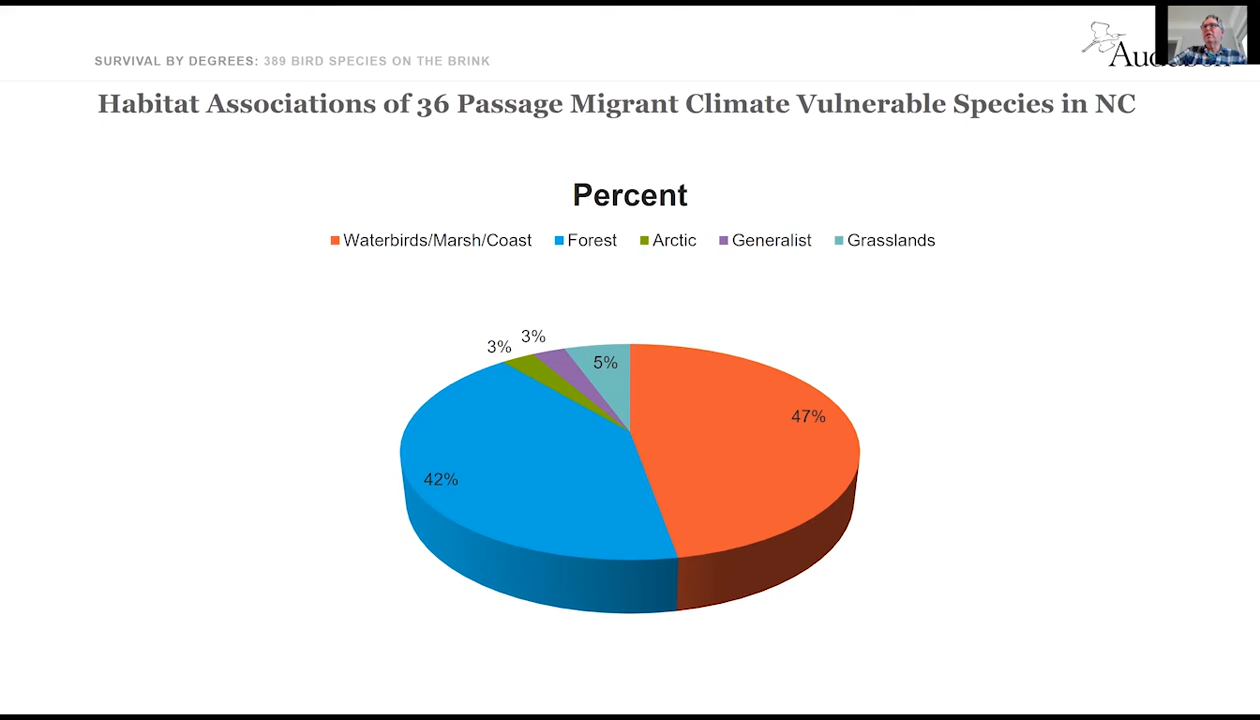 SURVIVAL BY DEGREES: 389 BIRD SPECIES ON THE BRINK
Habitat Associations of 36 Passage Migrant Climate Vulnerable Species in NC
Percent
Waterbirds/Marsh/Coast Forest Arctic Generalist Grasslands
3%
3%
5%
47%
42%